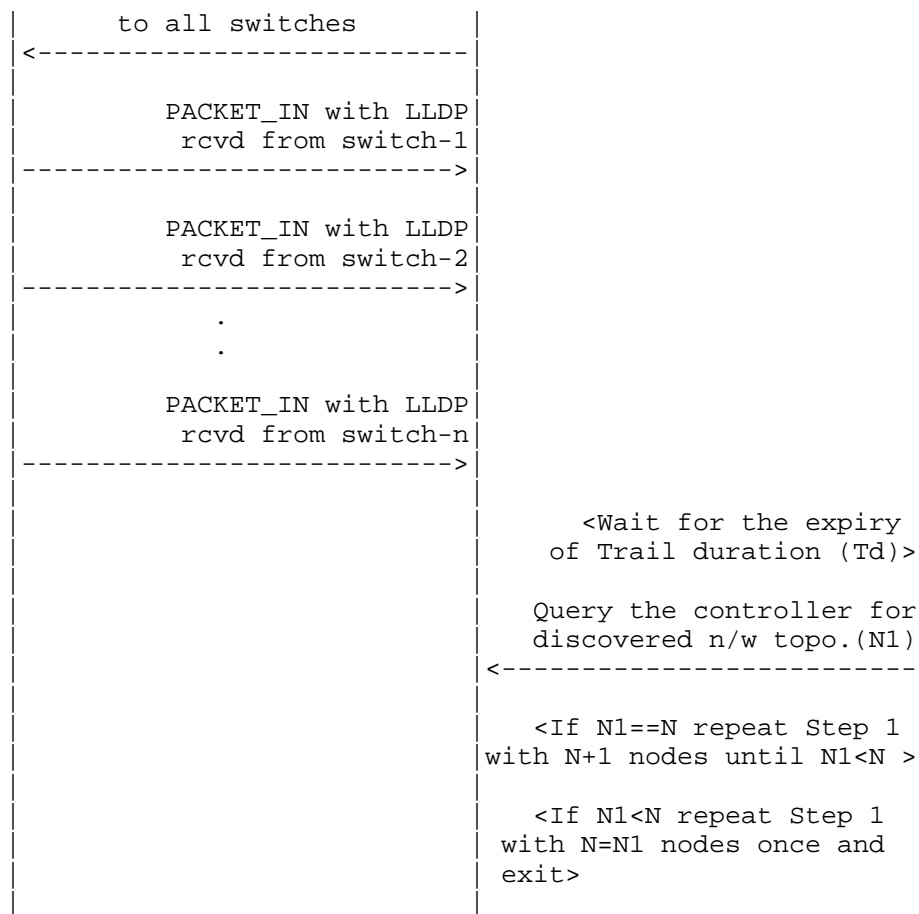 to all switches
<---------------------------
PACKET_IN with LLDP
rcvd from switch-1
--------------------------->
PACKET_IN with LLDP
rcvd from switch-2
--------------------------->
.
.
PACKET_IN with LLDP
rcvd from switch-n
--------------------------->
<Wait for the expiry
of Trail duration (Td)>
Query the controller for
discovered n/w topo.(N1)
<--------------------------
<If N1==N repeat Step 1
with N+1 nodes until N1<N >
<If N1<N repeat Step 1
with N=N1 nodes once and
exit>